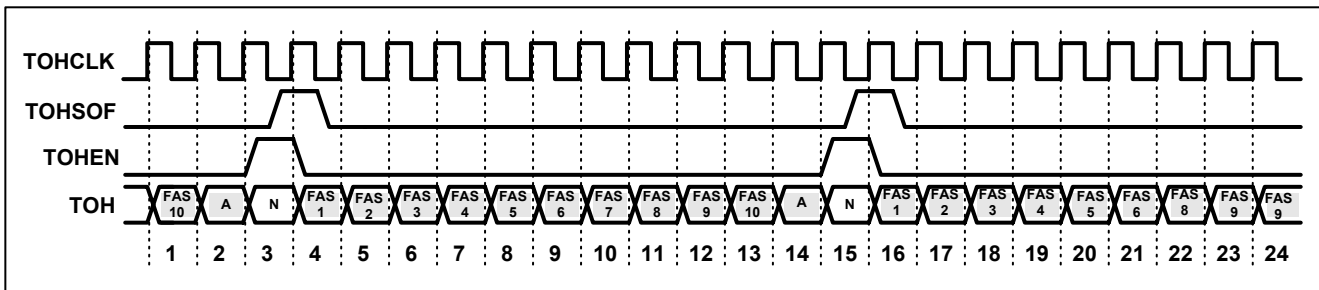 TOHCLK
TOHSOF
TOHEN
TOH FAS 10 A N FAS 1 FAS 2 FAS 3 FAS 4 FAS 5 FAS 6 FAS 7 FAS 8 FAS 9 FAS 10 A N FAS 1 FAS 2 FAS 3 FAS 4 FAS 5 FAS 6 FAS 8 FAS 9 FAS 9
1 2 3 4 5 6 7 8 9 10 11 12 13 14 15 16 17 18 19 20 21 22 23 24